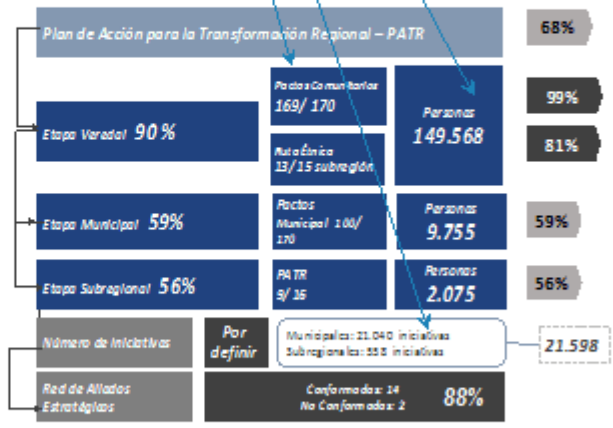 Plan de Acción para la Transformación Regional – PATR
68%
Etapa Veredal 90%
Pactos Comunitarios
169/ 170
Ruta Étnica
13/ 15 subregión
Personas
149.568
99%
81%
Etapa Municipal 59%
Pactos
Municipal 100/
170
Personas
9.755
59%
Etapa Subregional 56%
PATR
9/ 16
Personas
2.075
56%
Número de Iniciativas
Por
definir
Municipales: 21.040 iniciativas
Subregionales: 558 iniciativas
21.598
Red de Aliados
Estratégicos
Conformadas: 14
No Conformadas: 2
88%